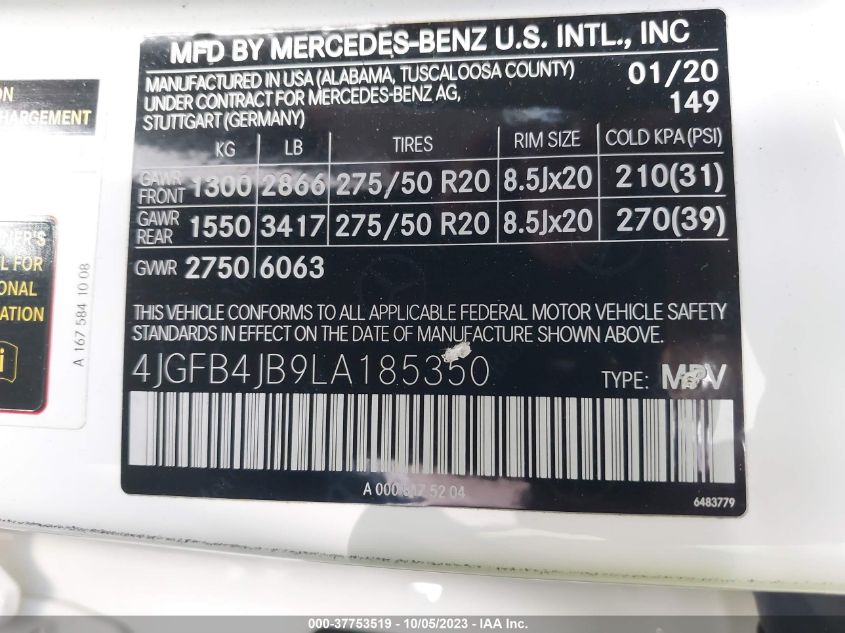 MFD BY MERCEDES-BENZ U.S. INTL., INC
MANUFACTURED IN USA (ALABAMA, TUSCALOOSA COUNTY) 01/20
UNDER CONTRACT FOR MERCEDES-BENZ AG, 149
STUTTGART (GERMANY)
KG LB TIRES RIM SIZE COLD KPA (PSI)
GAWR FRONT 1300 2866 275/50 R20 8.5Jx20 210(31)
GAWR REAR 1550 3417 275/50 R20 8.5Jx20 270(39)
GVWR 2750 6063
THIS VEHICLE CONFORMS TO ALL APPLICABLE FEDERAL MOTOR VEHICLE SAFETY
STANDARDS IN EFFECT ON THE DATE OF MANUFACTURE SHOWN ABOVE.
4JGFB4JB9LA185350 TYPE: MPV
A 000 817 52 04
6483779
A 167 584 10 08
000-37753519 - 10/05/2023 - IAA Inc.